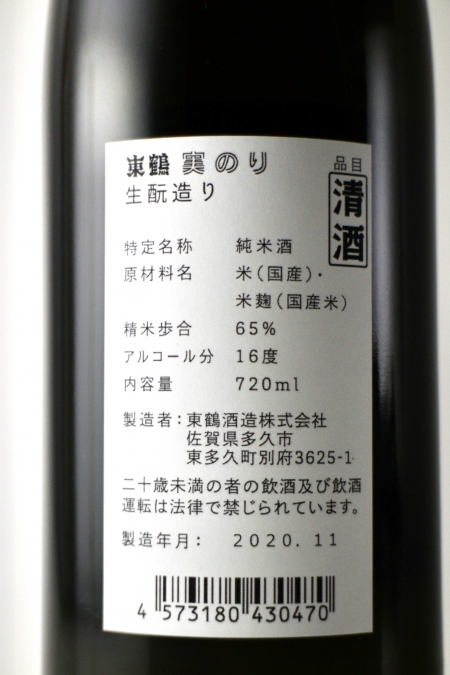 東鶴 実のり
生酛造り
品目
清酒
特定名称 純米酒
原材料名 米(国産)・
米麹(国産米)
精米歩合 65%
アルコール分 16度
内容量 720ml
製造者:東鶴酒造株式会社
佐賀県多久市
東多久町別府3625-1
二十歳未満の者の飲酒及び飲酒
運転は法律で禁じられています。
製造年月: 2020.11
4 573180 430470